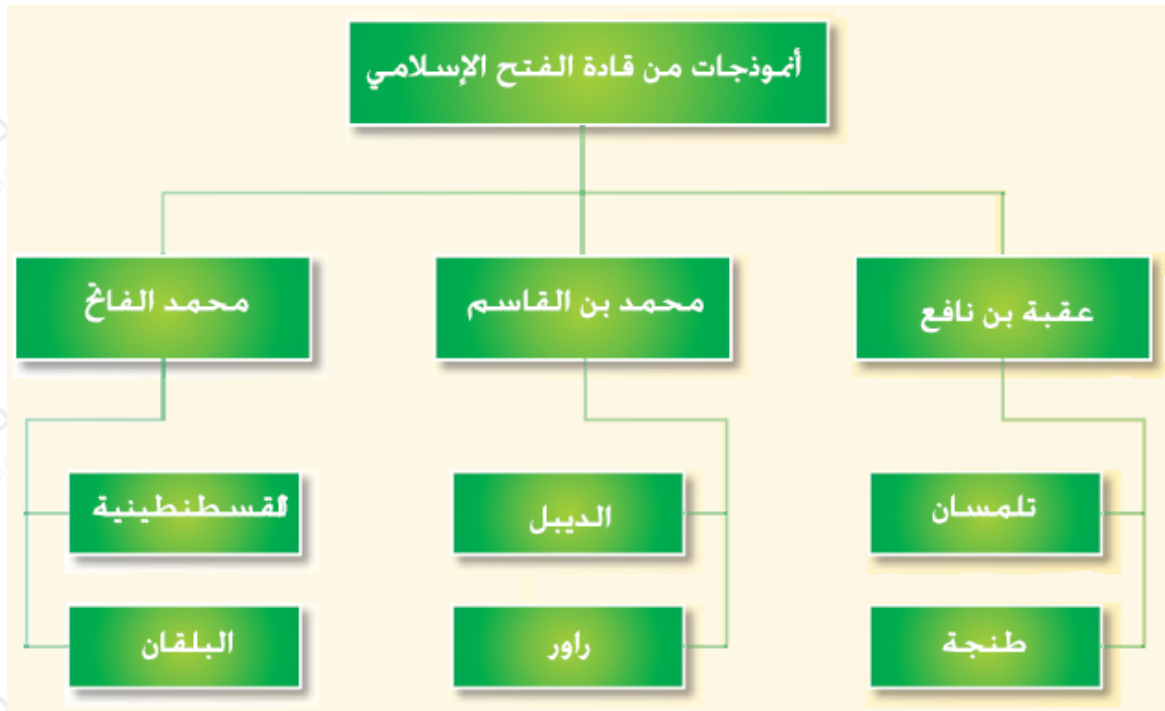 أنموذجات من قادة الفتح الإسلامي
عقبة بن نافع
محمد بن القاسم
محمد الفاتح
تلمسان
الديبل
القسطنطينية
طنجة
راور
البلقان